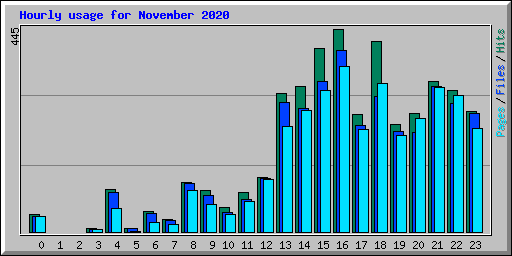 Hourly usage for November 2020
445
Pages/Files/Hits
0 1 2 3 4 5 6 7 8 9 10 11 12 13 14 15 16 17 18 19 20 21 22 23